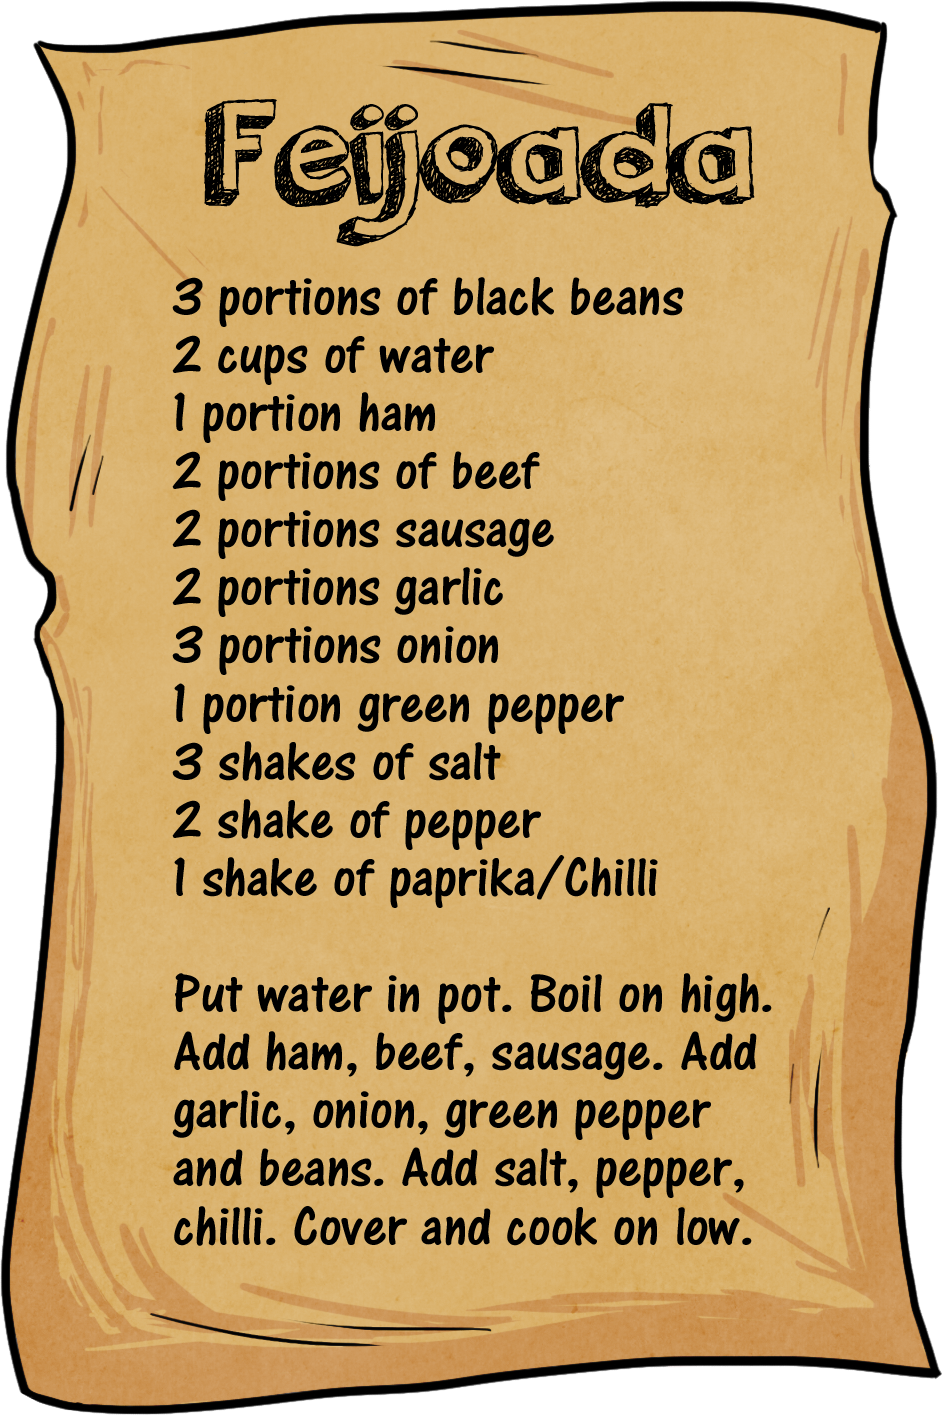 Feijoada
3 portions of black beans
2 cups of water
1 portion ham
2 portions of beef
2 portions sausage
2 portions garlic
3 portions onion
1 portion green pepper
3 shakes of salt
2 shake of pepper
1 shake of paprika/Chilli
Put water in pot. Boil on high.
Add ham, beef, sausage. Add
garlic, onion, green pepper
and beans. Add salt, pepper,
chilli. Cover and cook on low.